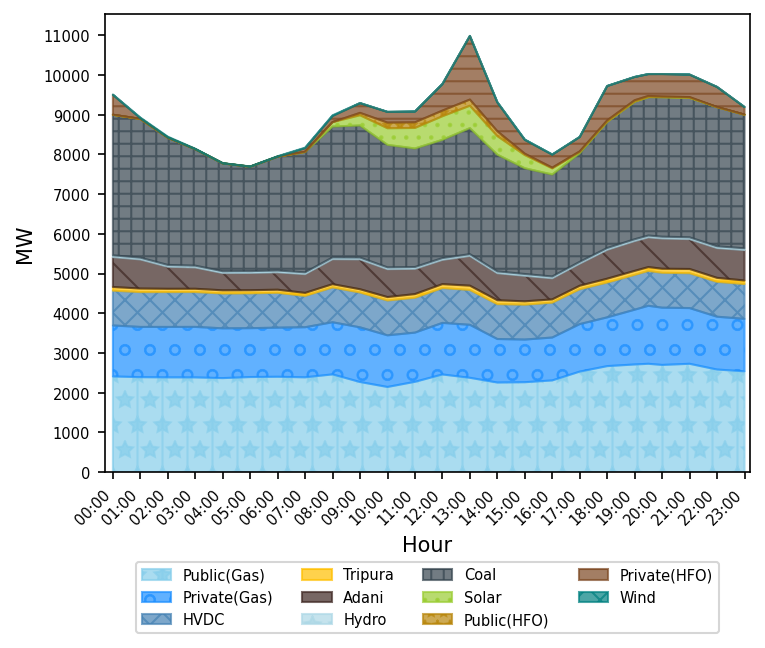 MW
11000
10000
9000
8000
7000
6000
5000
4000
3000
2000
1000
0
00:00 01:00 02:00 03:00 04:00 05:00 06:00 07:00 08:00 09:00 10:00 11:00 12:00 13:00 14:00 15:00 16:00 17:00 18:00 19:00 20:00 21:00 22:00 23:00
Hour
Public(Gas) Tripura Coal Private(HFO)
Private(Gas) Adani Solar Wind
HVDC Hydro Public(HFO)